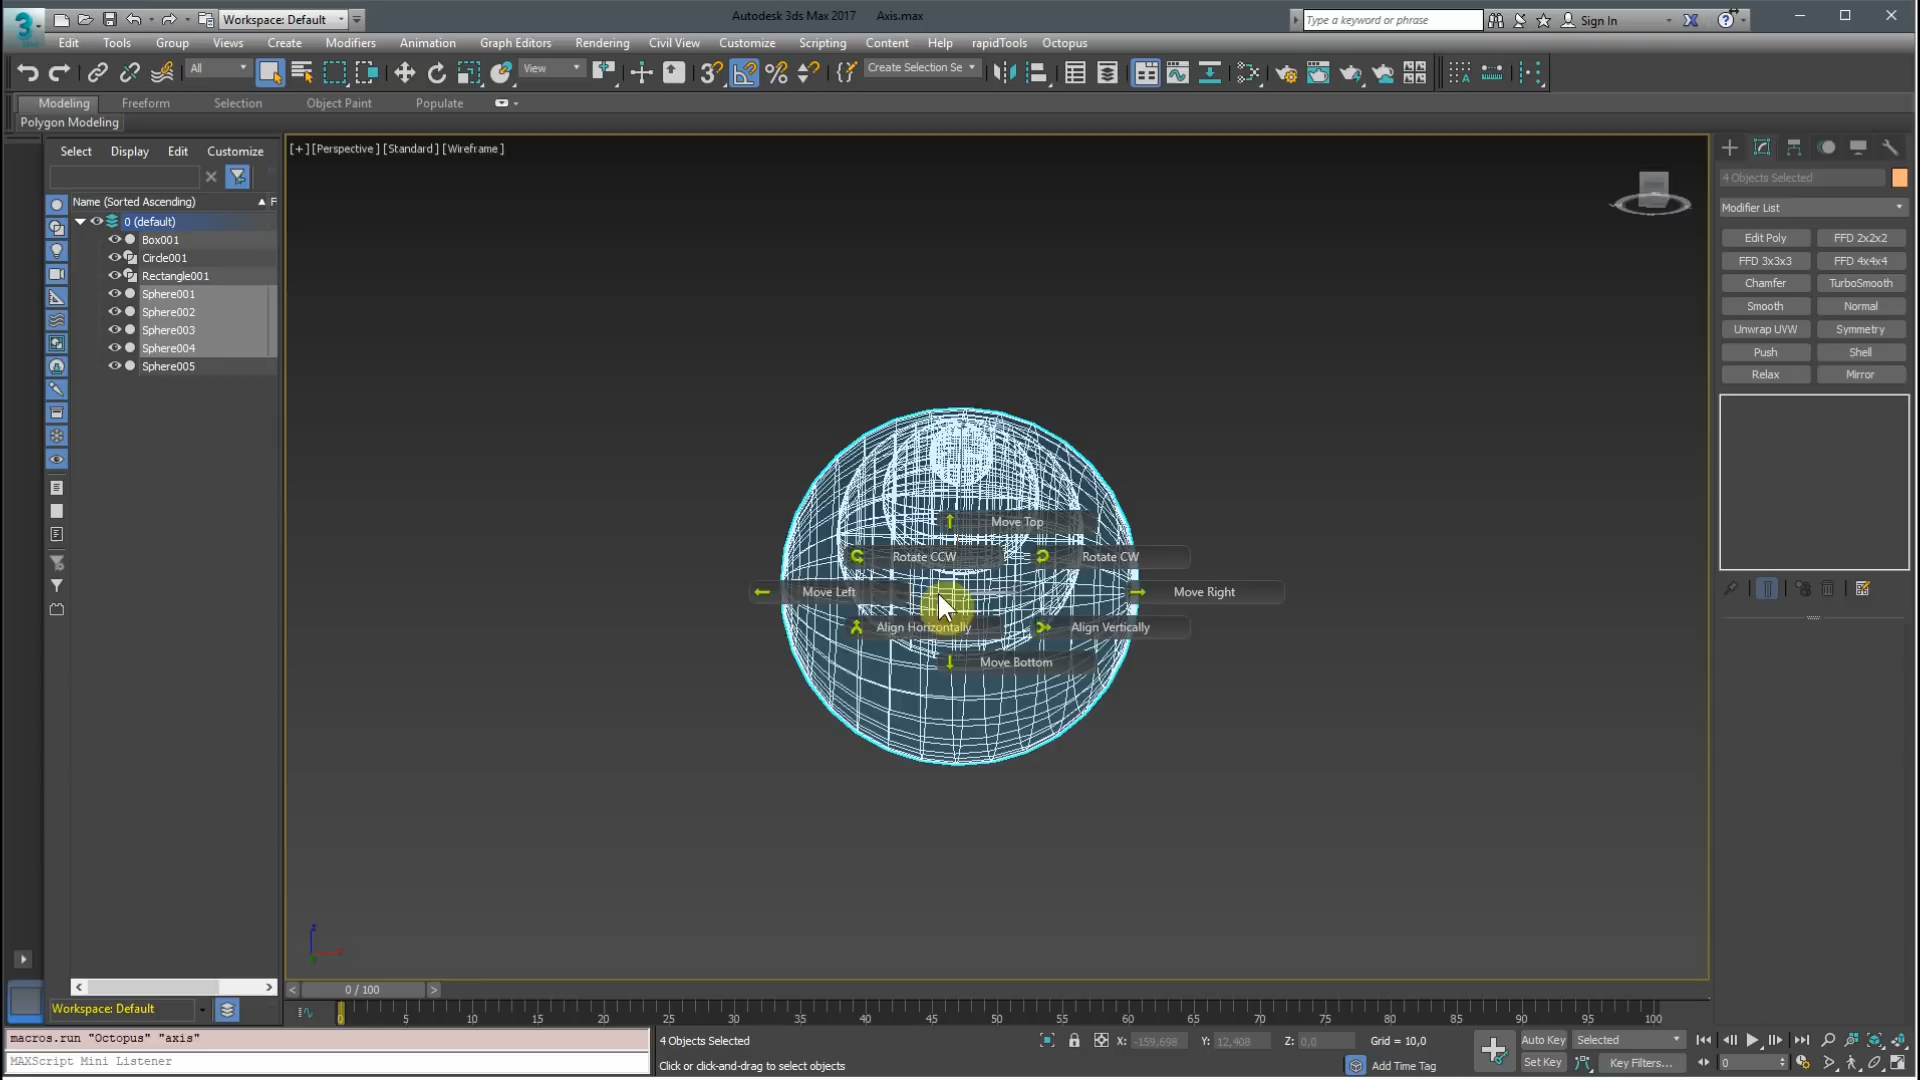 Workspace: Default
Autodesk 3ds Max 2017 Axis.max
Type a keyword or phrase
Sign In
Edit Tools Group Views Create Modifiers Animation Graph Editors Rendering Civil View Customize Scripting Content Help rapidTools Octopus
All
View
Create Selection Se
Modeling Freeform Selection Object Paint Populate
Polygon Modeling
Select Display Edit Customize
[+] [Perspective ] [Standard ] [Wireframe ]
4 Objects Selected
Name (Sorted Ascending) F
Modifier List
0 (default)
Box001
Circle001
Rectangle001
Sphere001
Sphere002
Sphere003
Sphere004
Sphere005
Edit Poly FFD 2x2x2
FFD 3x3x3 FFD 4x4x4
Chamfer TurboSmooth
Smooth Normal
Unwrap UVW Symmetry
Push Shell
Relax Mirror
Move Top
Rotate CCW Rotate CW
Move Left Move Right
Align Horizontally Align Vertically
Move Bottom
z
0 / 100
Workspace: Default
0 5 10 15 20 25 30 35 40 45 50 55 60 65 70 75 80 85 90 95 100
macros.run "Octopus" "axis"
MAXScript Mini Listener
4 Objects Selected
Click or click-and-drag to select objects
X: -159,698 Y: 12,408 Z: 0,0 Grid = 10,0
Add Time Tag
Auto Key Selected
Set Key Key Filters...
0